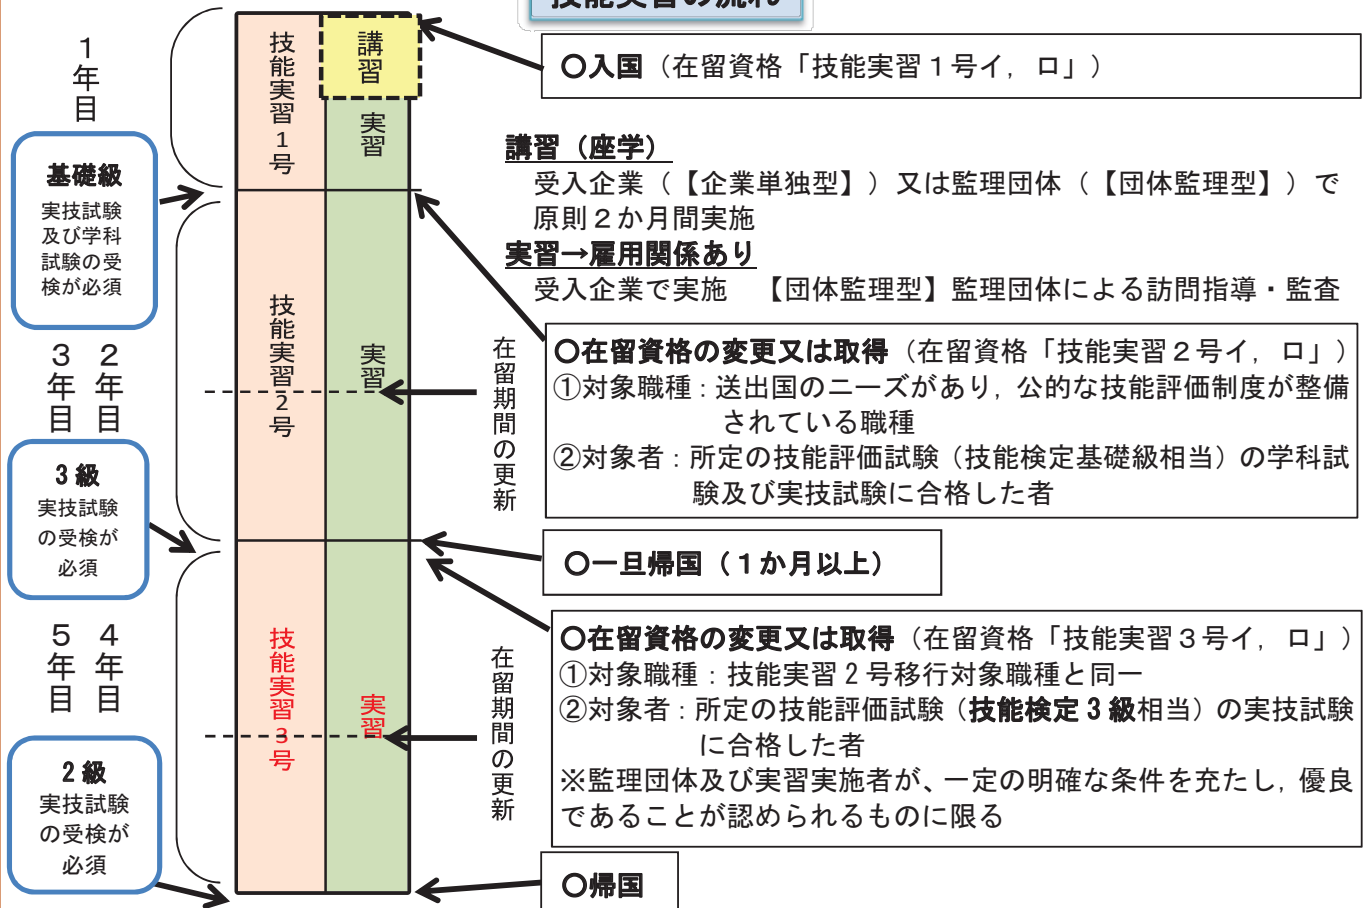 技能実習の流れ
1年目
技能実習1号
講習
実習
○入国（在留資格「技能実習１号イ，ロ」）
基礎級
実技試験
及び学科
試験の受
検が必須
講習（座学）
受入企業（【企業単独型】）又は監理団体（【団体監理型】）で
原則２か月間実施
実習→雇用関係あり
受入企業で実施　【団体監理型】監理団体による訪問指導・監査
2年目
3年目
技能実習2号
実習
在留期間の更新
○在留資格の変更又は取得（在留資格「技能実習２号イ，ロ」）
①対象職種：送出国のニーズがあり，公的な技能評価制度が整備
されている職種
②対象者：所定の技能評価試験（技能検定基礎級相当）の学科試
験及び実技試験に合格した者
3級
実技試験
の受検が
必須
○一旦帰国（１か月以上）
4年目
5年目
技能実習3号
実習
在留期間の更新
○在留資格の変更又は取得（在留資格「技能実習３号イ，ロ」）
①対象職種：技能実習２号移行対象職種と同一
②対象者：所定の技能評価試験（技能検定３級相当）の実技試験
に合格した者
※監理団体及び実習実施者が、一定の明確な条件を充たし，優良
であることが認められるものに限る
2級
実技試験
の受検が
必須
○帰国